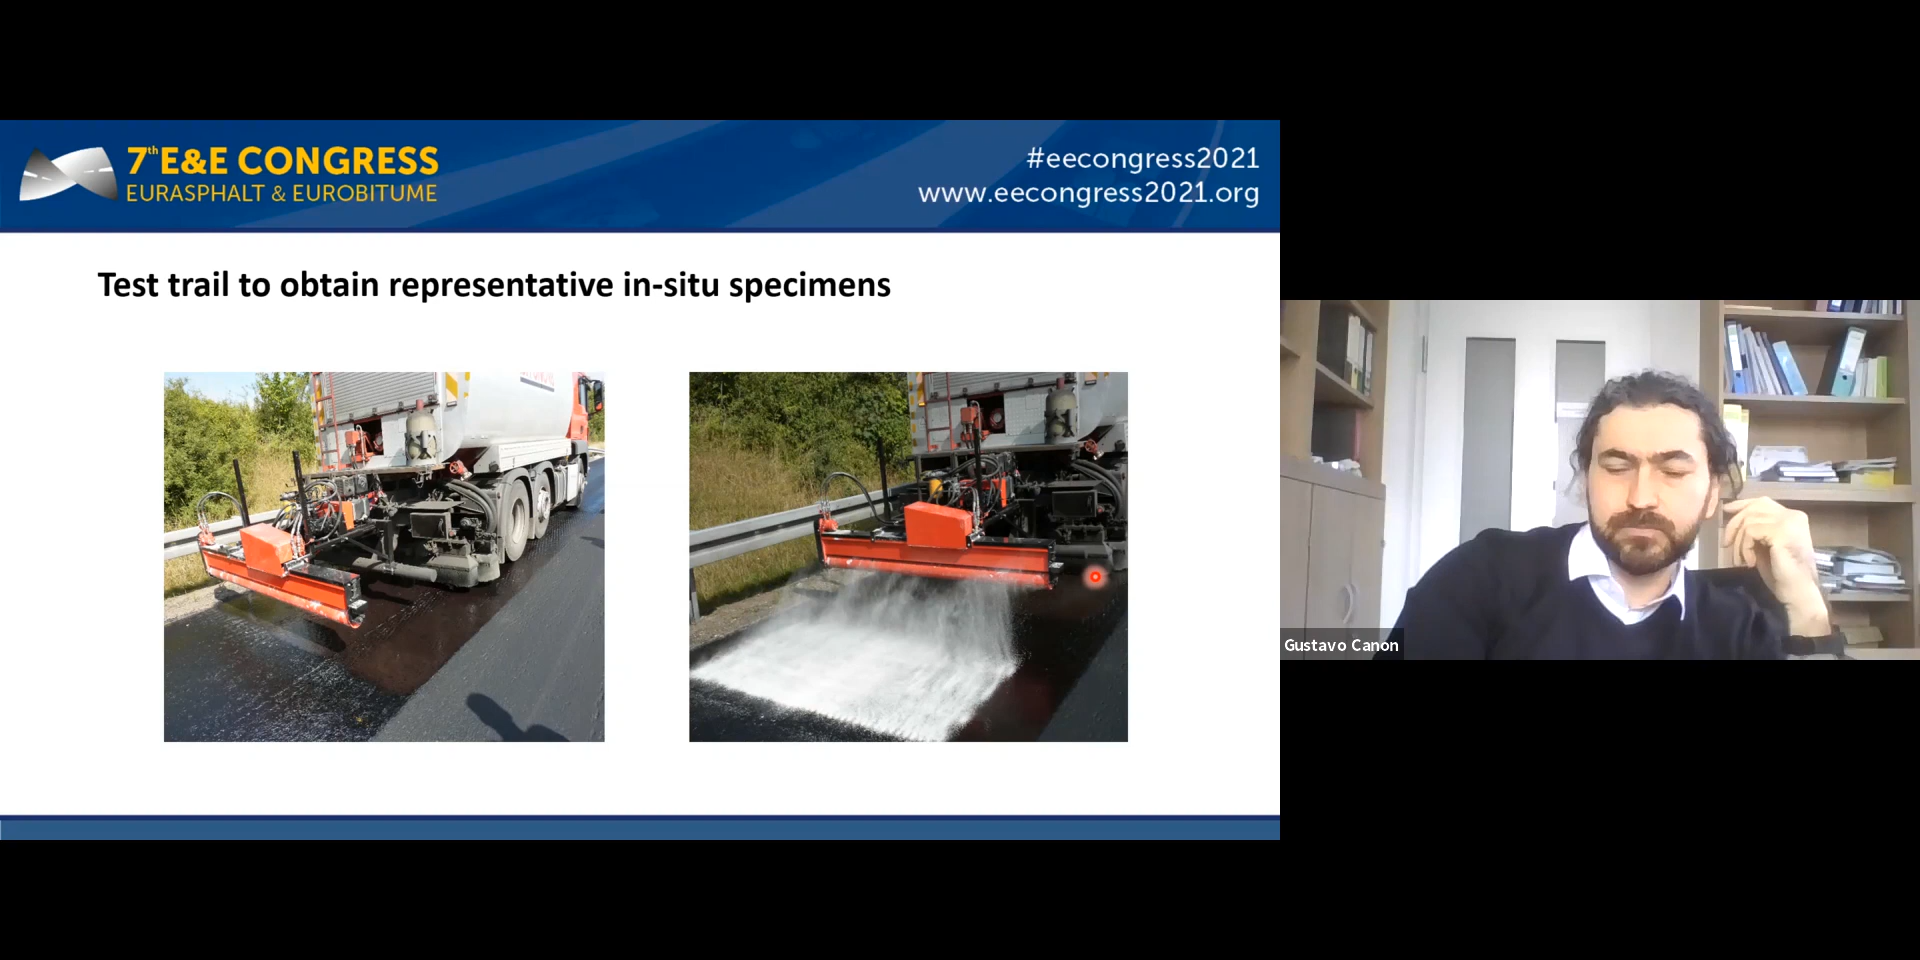 7th E&E CONGRESS
EURASPHALT & EUROBITUME
#eecongress2021
www.eecongress2021.org
Test trail to obtain representative in-situ specimens
Gustavo Canon